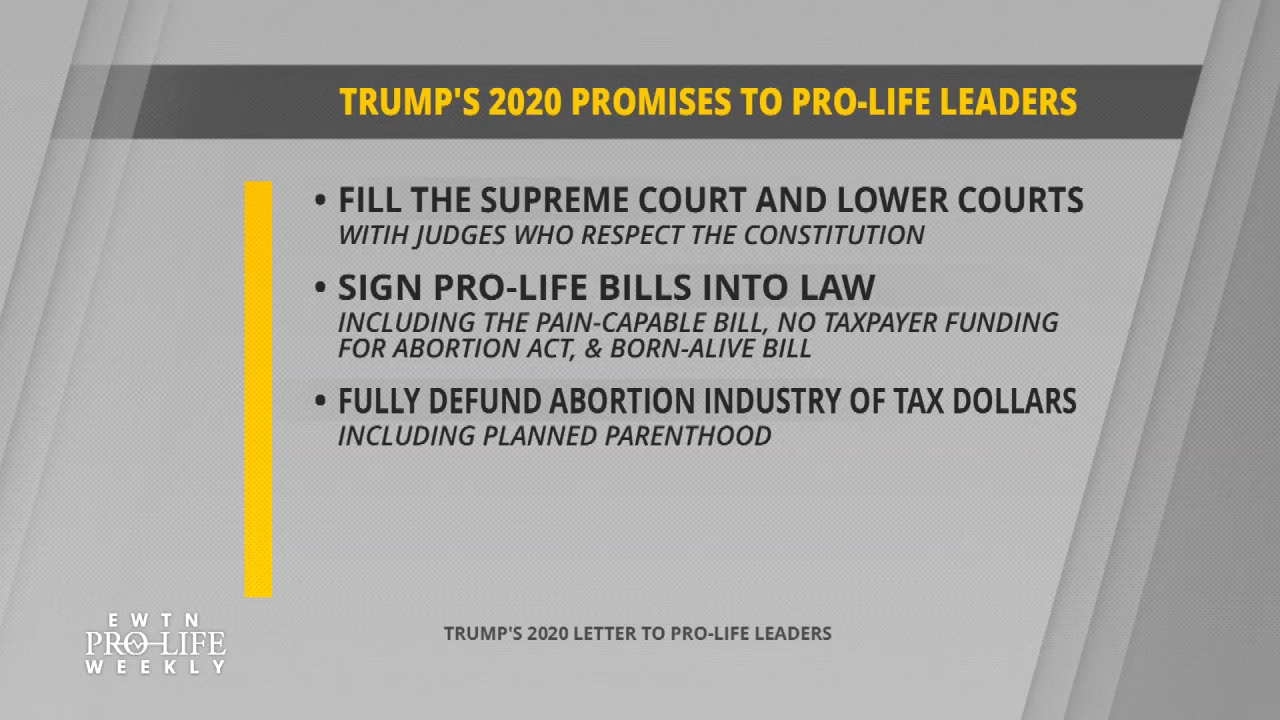 TRUMP'S 2020 PROMISES TO PRO-LIFE LEADERS
• FILL THE SUPREME COURT AND LOWER COURTS
WITIH JUDGES WHO RESPECT THE CONSTITUTION
• SIGN PRO-LIFE BILLS INTO LAW
INCLUDING THE PAIN-CAPABLE BILL, NO TAXPAYER FUNDING
FOR ABORTION ACT, & BORN-ALIVE BILL
• FULLY DEFUND ABORTION INDUSTRY OF TAX DOLLARS
INCLUDING PLANNED PARENTHOOD
TRUMP'S 2020 LETTER TO PRO-LIFE LEADERS
EWTN
PRO-LIFE
WEEKLY